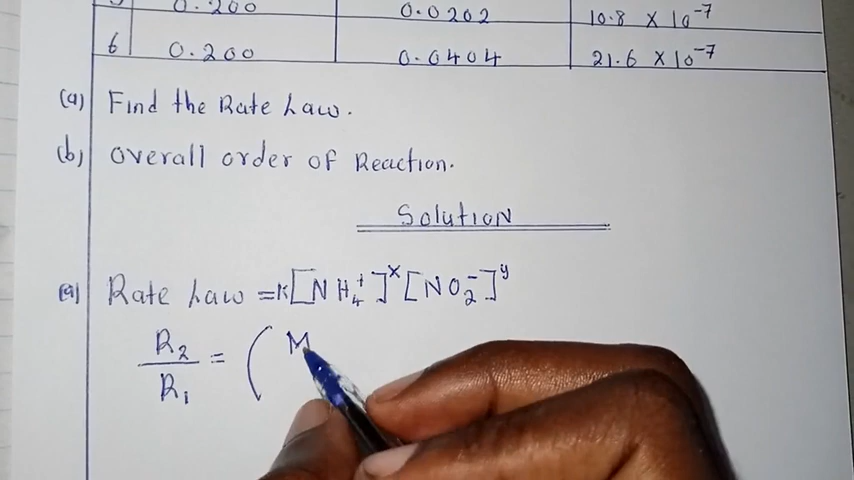 0.200 0.0202 10.8 × 10⁻⁷
6 0.200 0.0404 21.6 × 10⁻⁷
(a) Find the Rate Law.
(b) Overall order of Reaction.
Solution
(a) Rate Law = K[NH₄⁺]ˣ [NO₂⁻]ʸ
R₂/R₁ = ( M